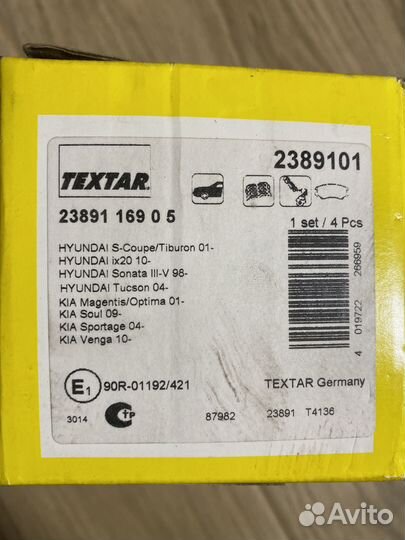 TEXTAR
2389101
23891 169 0 5
1 set / 4 Pcs
HYUNDAI S-Coupe/Tiburon 01-
HYUNDAI ix20 10-
HYUNDAI Sonata III-V 98-
HYUNDAI Tucson 04-
KIA Magentis/Optima 01-
KIA Soul 09-
KIA Sportage 04-
KIA Venga 10-
4 019722 266959
E1 90R-01192/421
TEXTAR Germany
3014
87982 23891 T4136
Avito